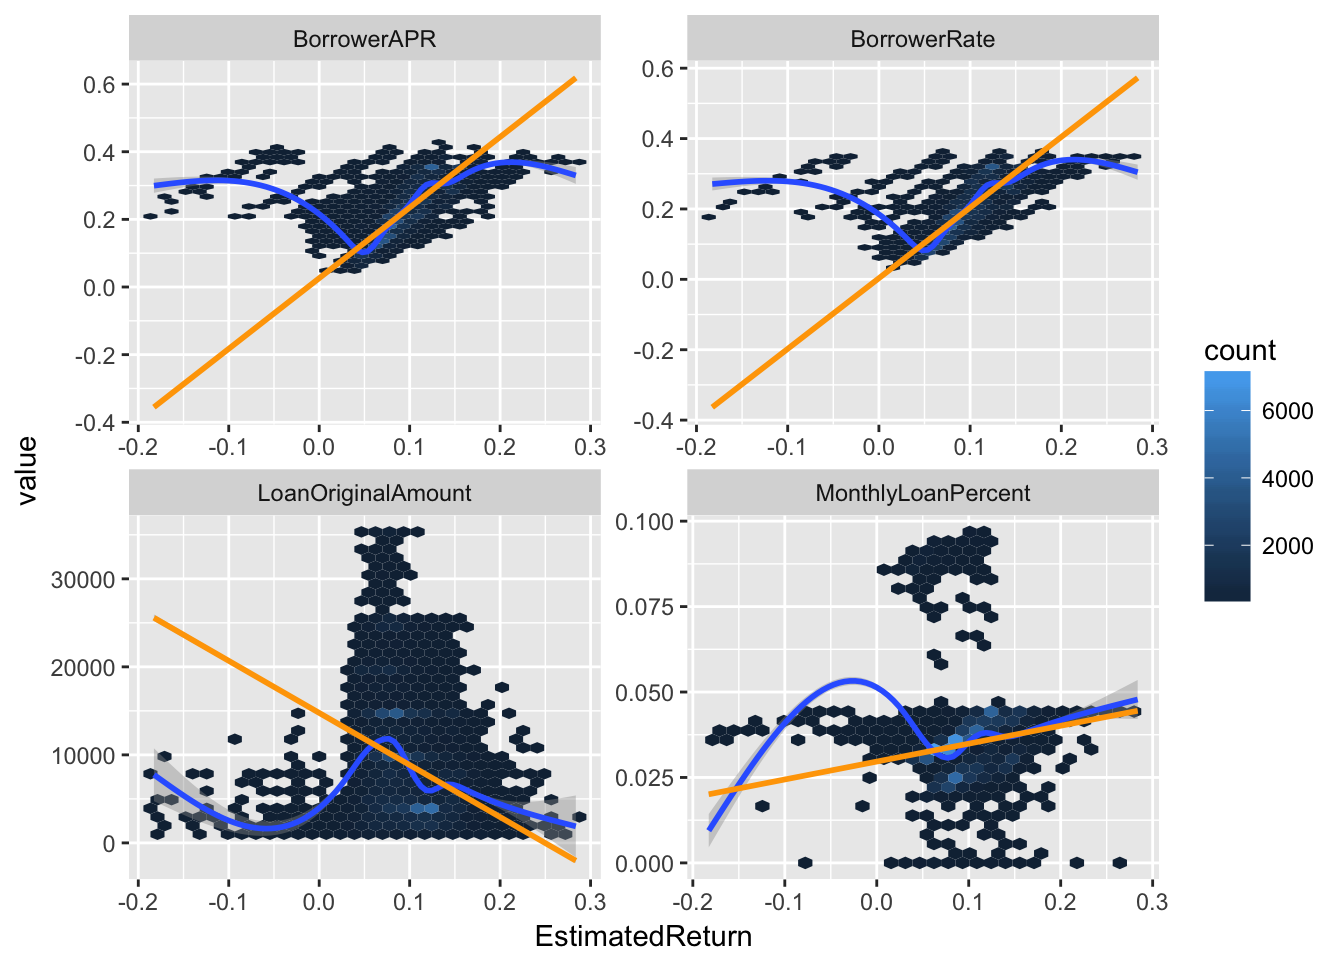 BorrowerAPR
BorrowerRate
0.6
0.4
0.2
0.0
-0.2
-0.4
-0.2 -0.1 0.0 0.1 0.2 0.3
0.6
0.4
0.2
0.0
-0.2
-0.4
-0.2 -0.1 0.0 0.1 0.2 0.3
LoanOriginalAmount
MonthlyLoanPercent
30000
20000
10000
0
-0.2 -0.1 0.0 0.1 0.2 0.3
0.100
0.075
0.050
0.025
0.000
-0.2 -0.1 0.0 0.1 0.2 0.3
value
EstimatedReturn
count
6000
4000
2000